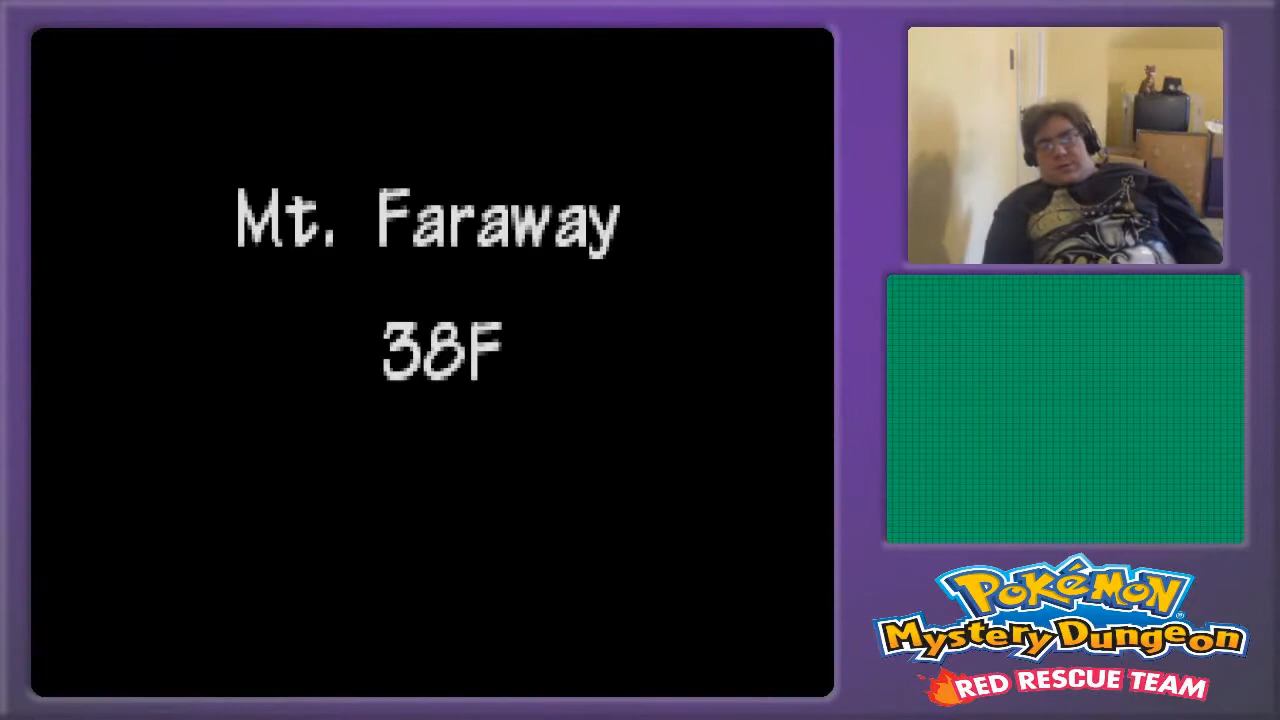 Mt. Faraway
38F
POKéMON
Mystery Dungeon
RED RESCUE TEAM